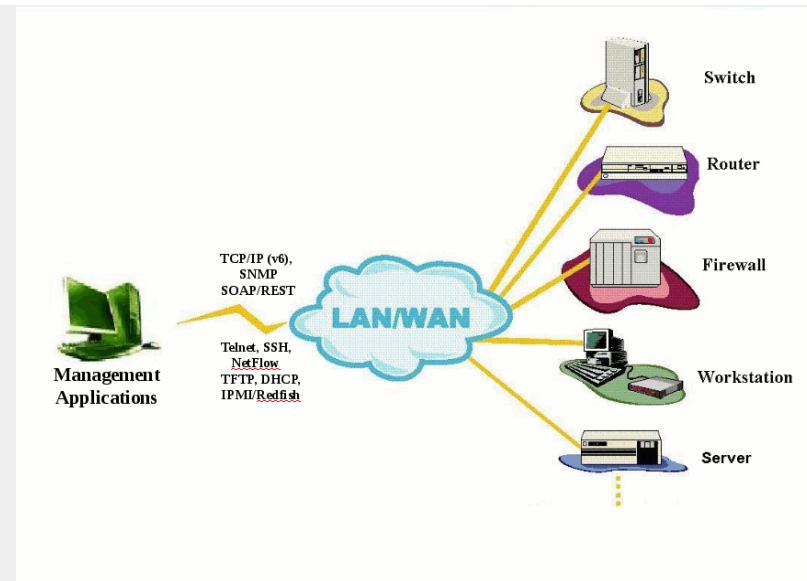 Switch
Router
TCP/IP (v6),
SNMP
SOAP/REST
Firewall
LAN/WAN
Telnet, SSH,
NetFlow
TFTP, DHCP,
IPMI/Redfish
Management
Applications
Workstation
Server